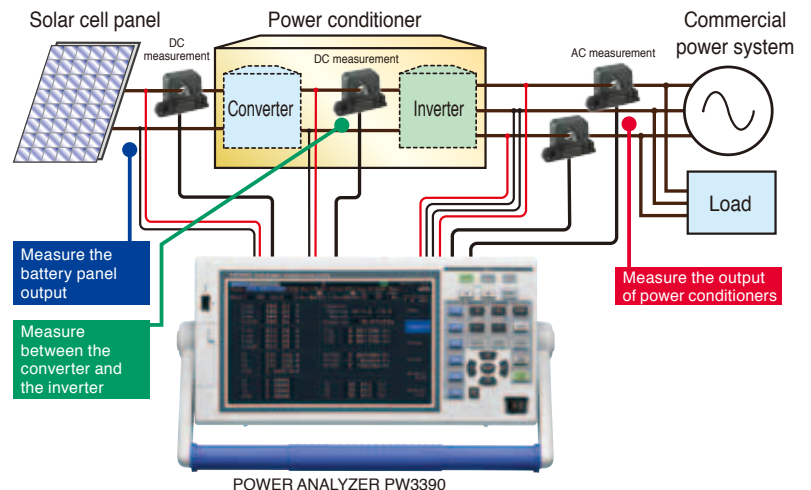 Solar cell panel
Power conditioner
Commercial
power system
DC
measurement
DC measurement
AC measurement
Converter
Inverter
Load
Measure the
battery panel
output
Measure the output
of power conditioners
Measure
between the
converter and
the inverter
POWER ANALYZER PW3390